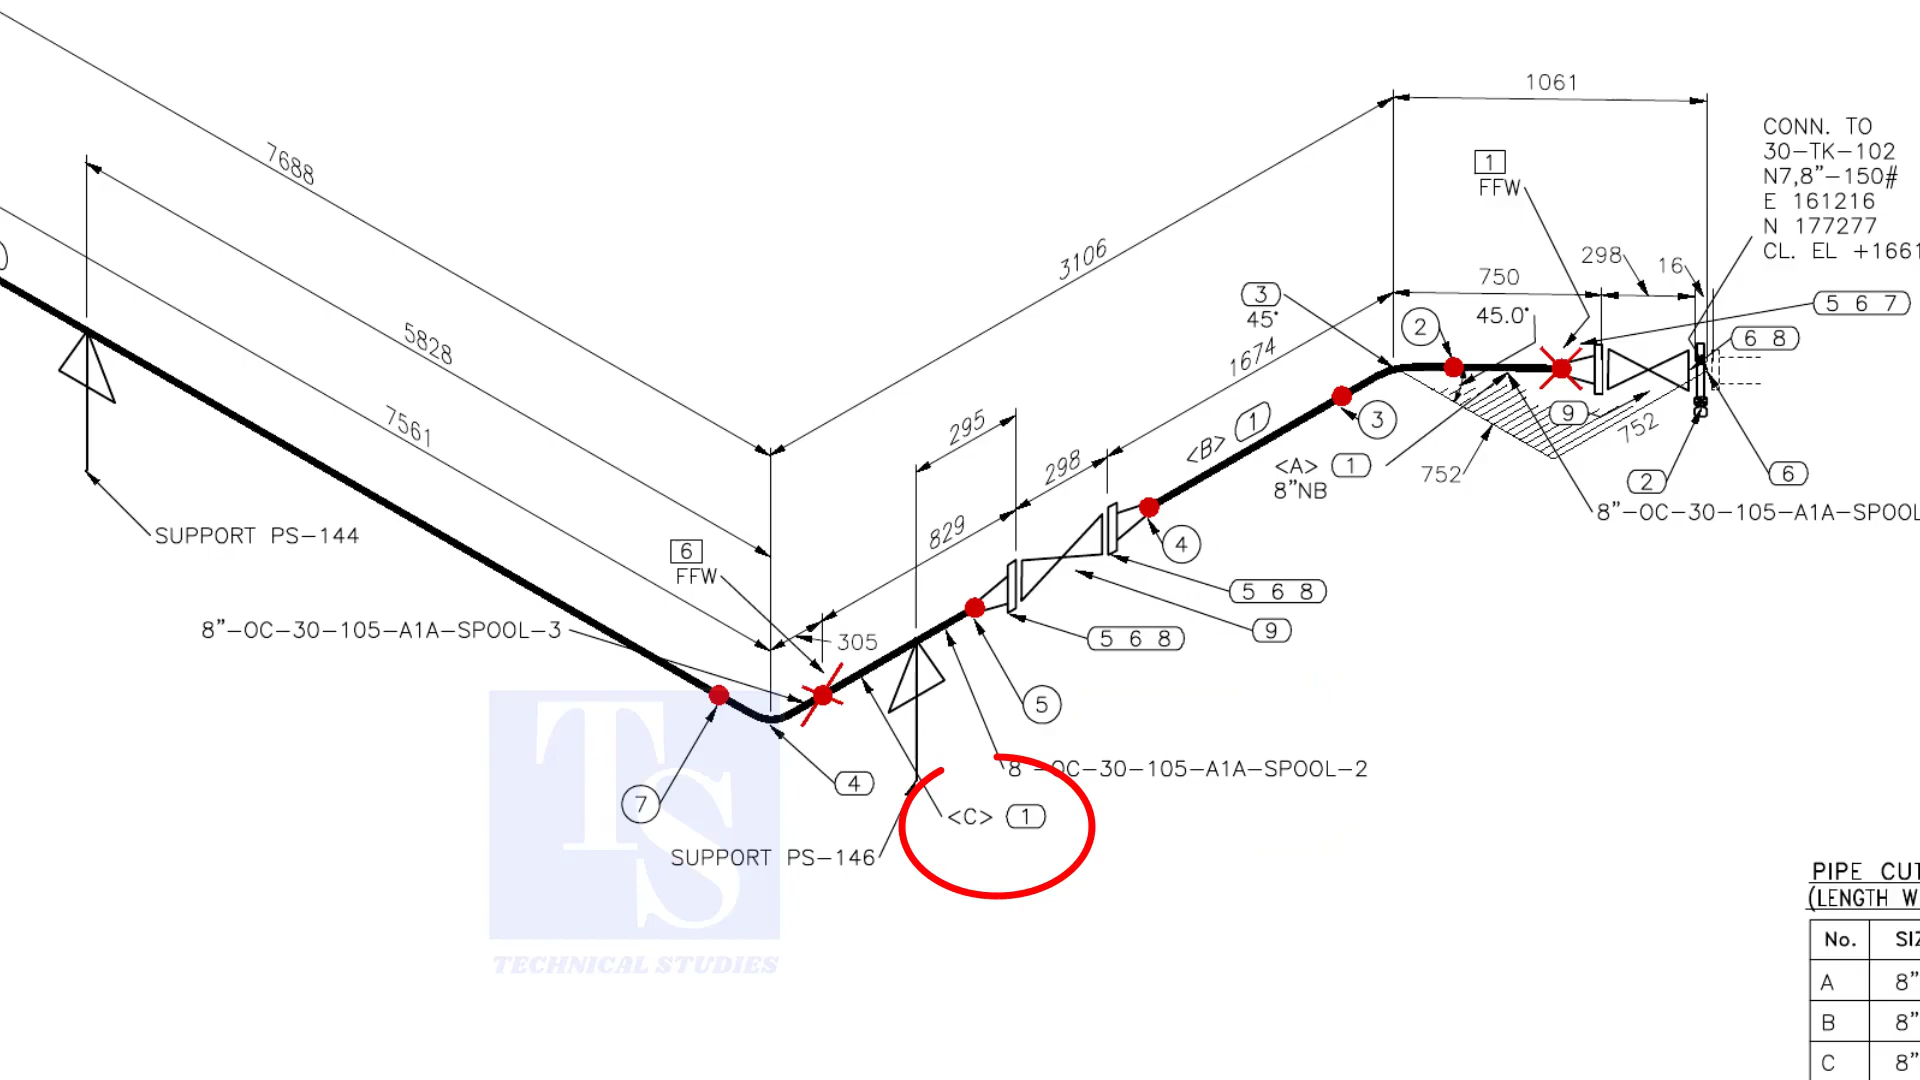 1061
CONN. TO
30-TK-102
N7,8"-150#
E 161216
N 177277
CL. EL +1661
1
FFW
7688
3106
298
16
750
3
45°
2
45.0°
5 6 7
6 8
5828
1674
3
9
752
7561
295
<B> 1
<A> 1
8"NB
752
2
6
8"-OC-30-105-A1A-SPOOL
298
SUPPORT PS-144
829
4
6
FFW
5 6 8
9
5 6 8
8"-OC-30-105-A1A-SPOOL-3
305
5
7
4
8 -OC-30-105-A1A-SPOOL-2
<C> 1
SUPPORT PS-146
TS
TECHNICAL STUDIES
PIPE CUT
(LENGTH W
No. SIZ
A 8"
B 8"
C 8"